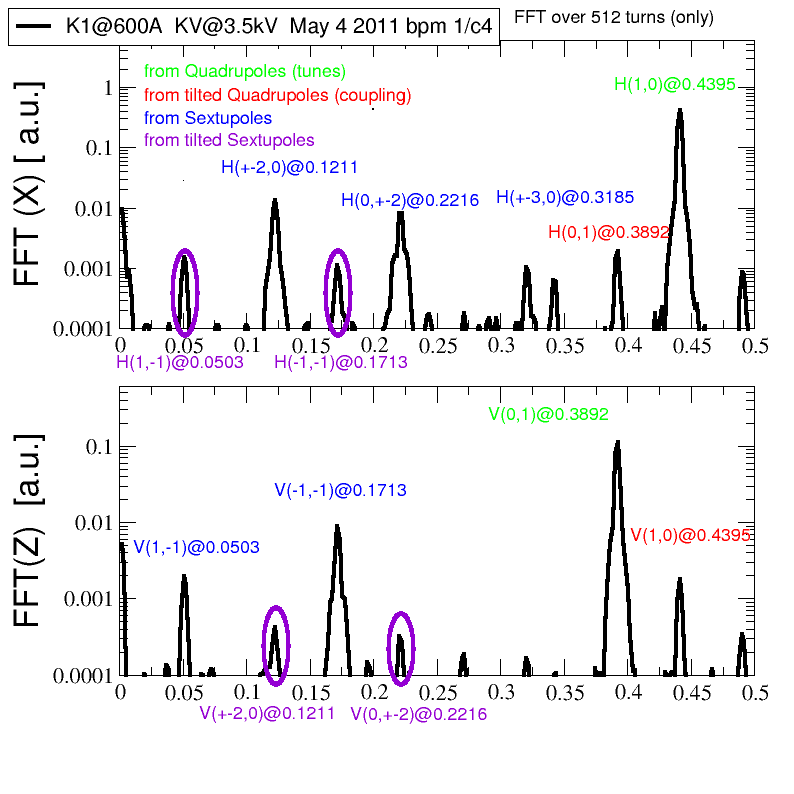 K1@600A  KV@3.5kV  May 4 2011 bpm 1/c4
FFT over 512 turns (only)
from Quadrupoles (tunes)
from tilted Quadrupoles (coupling)
from Sextupoles
from tilted Sextupoles
H(1,0)@0.4395
H(+-2,0)@0.1211
H(0,+-2)@0.2216
H(+-3,0)@0.3185
H(0,1)@0.3892
FFT (X) [ a.u.]
1
0.1
0.01
0.001
0.0001
0 0.05 0.1 0.15 0.2 0.25 0.3 0.35 0.4 0.45 0.5
H(1,-1)@0.0503
H(-1,-1)@0.1713
V(0,1)@0.3892
V(-1,-1)@0.1713
V(1,-1)@0.0503
V(1,0)@0.4395
FFT(Z)  [a.u.]
0.1
0.01
0.001
0.0001
0 0.05 0.1 0.15 0.2 0.25 0.3 0.35 0.4 0.45 0.5
V(+-2,0)@0.1211
V(0,+-2)@0.2216